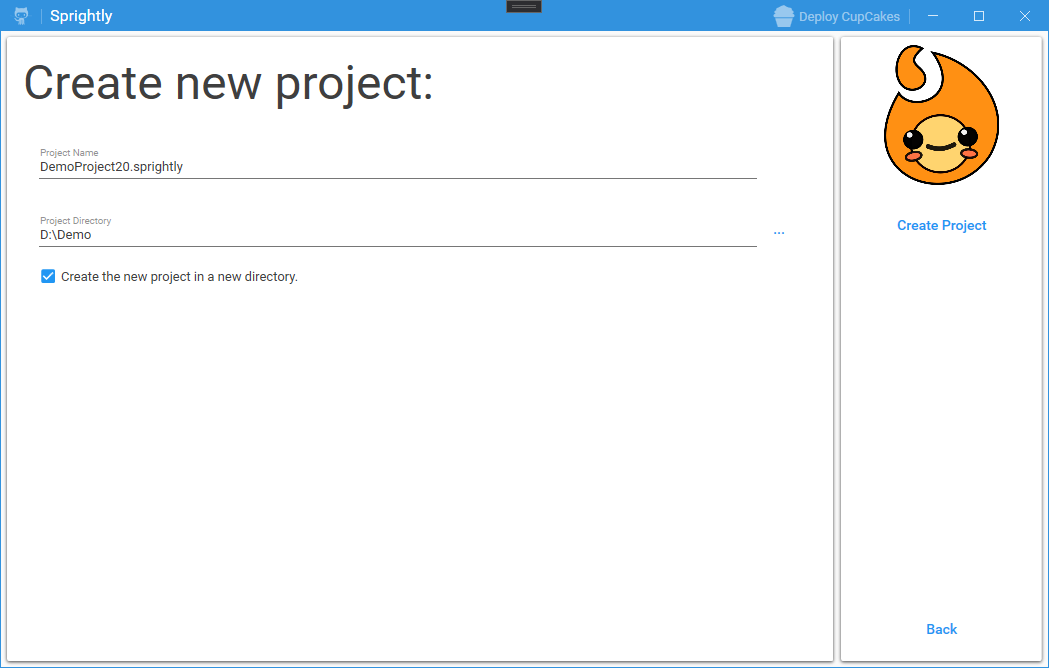 Sprightly
Deploy CupCakes
Create new project:
Project Name
DemoProject20.sprightly
Project Directory
D:\Demo
...
Create the new project in a new directory.
Create Project
Back